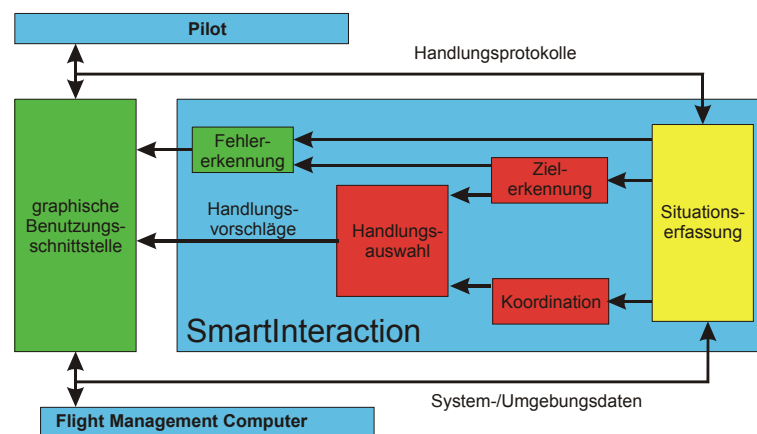 Pilot
Handlungsprotokolle
Fehler-
erkennung
Ziel-
erkennung
graphische
Benutzungs-
schnittstelle
Handlungs-
vorschläge
Handlungs-
auswahl
Situations-
erfassung
Koordination
SmartInteraction
System-/Umgebungsdaten
Flight Management Computer